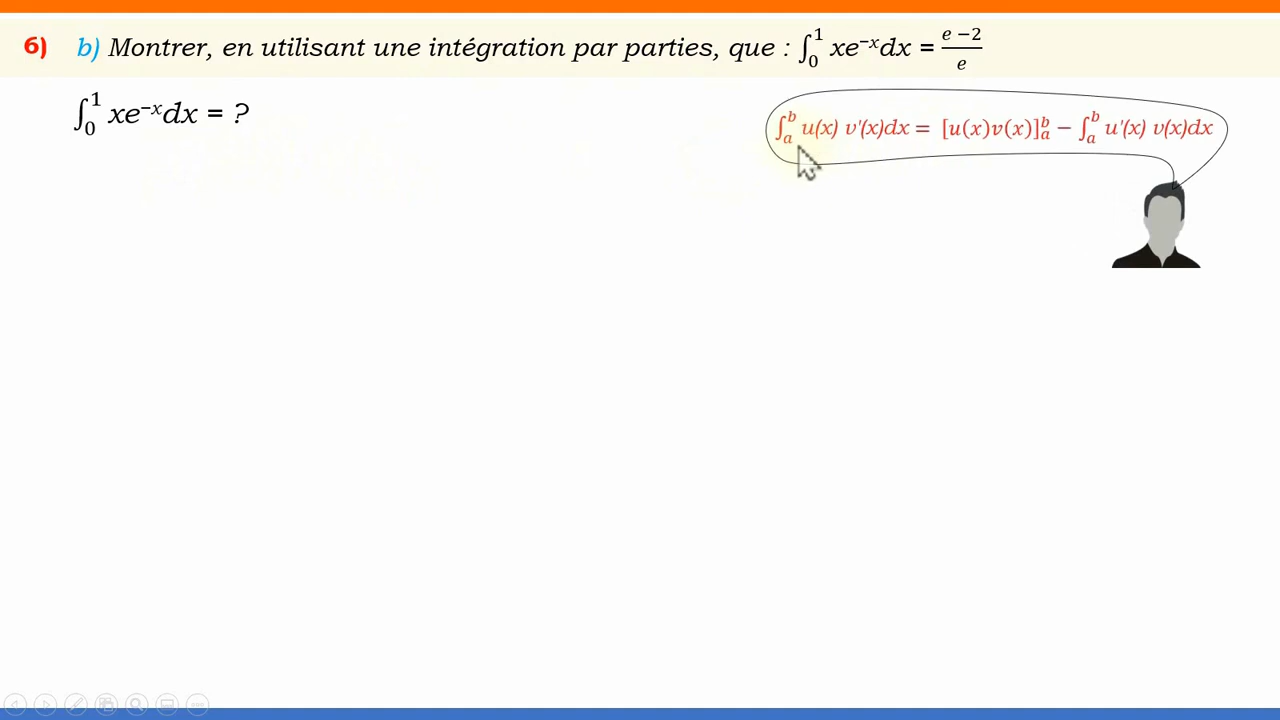 6) b) Montrer, en utilisant une intégration par parties, que : ∫₀¹ xe⁻ˣdx = (e −2)/e
∫₀¹ xe⁻ˣdx = ?
∫ₐᵇ u(x) v'(x)dx = [u(x)v(x)]ₐᵇ − ∫ₐᵇ u'(x) v(x)dx